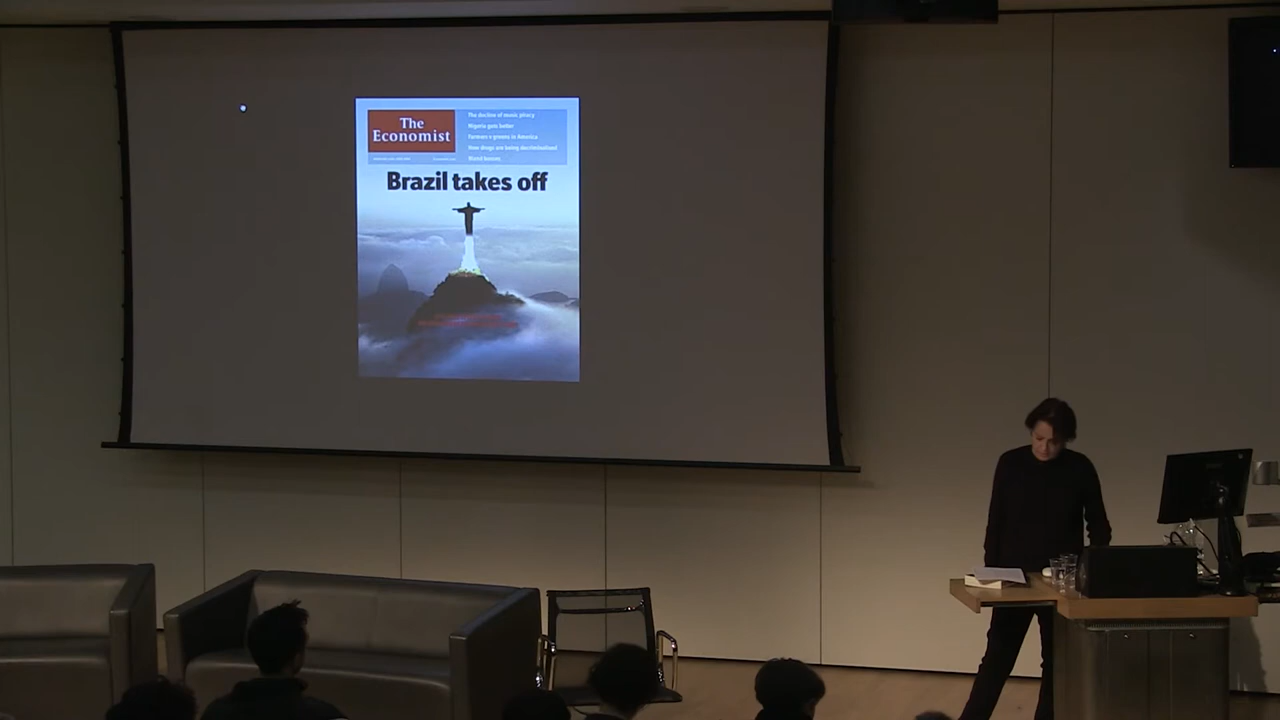 The
Economist
The decline of music piracy
Nigeria gets better
Farmers v greens in America
How drugs are being decriminalised
Brazil takes off